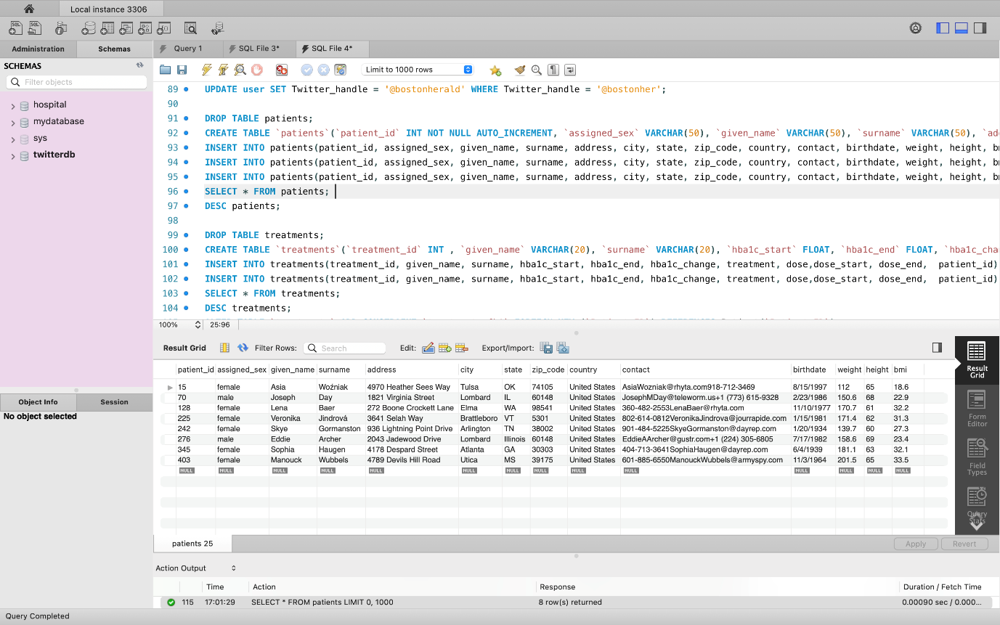 Local instance 3306
Administration Schemas Query 1 SQL File 3* SQL File 4*
SCHEMAS
Filter objects
Limit to 1000 rows
hospital
mydatabase
sys
twitterdb
89 UPDATE user SET Twitter_handle = '@bostonherald' WHERE Twitter_handle = '@bostonher';
90
91 DROP TABLE patients;
92 CREATE TABLE `patients`(`patient_id` INT NOT NULL AUTO_INCREMENT, `assigned_sex` VARCHAR(50), `given_name` VARCHAR(50), `surname` VARCHAR(50), `add
93 INSERT INTO patients(patient_id, assigned_sex, given_name, surname, address, city, state, zip_code, country, contact, birthdate, weight, height, bm
94 INSERT INTO patients(patient_id, assigned_sex, given_name, surname, address, city, state, zip_code, country, contact, birthdate, weight, height, bm
95 INSERT INTO patients(patient_id, assigned_sex, given_name, surname, address, city, state, zip_code, country, contact, birthdate, weight, height, bm
96 SELECT * FROM patients;
97 DESC patients;
98
99 DROP TABLE treatments;
100 CREATE TABLE `treatments`(`treatment_id` INT , `given_name` VARCHAR(20), `surname` VARCHAR(20), `hba1c_start` FLOAT, `hba1c_end` FLOAT, `hba1c_cha
101 INSERT INTO treatments(treatment_id, given_name, surname, hba1c_start, hba1c_end, hba1c_change, treatment, dose,dose_start, dose_end,  patient_id)
102 INSERT INTO treatments(treatment_id, given_name, surname, hba1c_start, hba1c_end, hba1c_change, treatment, dose,dose_start, dose_end,  patient_id)
103 SELECT * FROM treatments;
104 DESC treatments;
100% 25:96
Result Grid Filter Rows: Search Edit: Export/Import:
patient_id assigned_sex given_name surname address city state zip_code country contact birthdate weight height bmi
15 female Asia Woźniak 4970 Heather Sees Way Tulsa OK 74105 United States AsiaWozniak@rhyta.com918-712-3469 8/15/1997 112 65 18.6
70 male Joseph Day 1821 Virginia Street Lombard IL 60148 United States JosephMDay@teleworm.us+1 (773) 615-9328 2/23/1986 150.6 68 22.9
128 female Lena Baer 272 Boone Crockett Lane Elma WA 98541 United States 360-482-2553LenaBaer@rhyta.com 11/10/1977 170.7 61 32.2
225 female Veronika Jindrová 3641 Selah Way Brattleboro VT 5301 United States 802-614-0812VeronikaJindrova@jourrapide.com 1/15/1981 171.4 62 31.3
242 female Skye Gormanston 936 Lightning Point Drive Arlington TN 38002 United States 901-484-5225SkyeGormanston@dayrep.com 1/20/1934 139.7 60 27.3
276 male Eddie Archer 2043 Jadewood Drive Lombard Illinois 60148 United States EddieAArcher@gustr.com+1 (224) 305-6805 7/17/1982 158.6 69 23.4
345 female Sophia Haugen 4178 Despard Street Atlanta GA 30303 United States 404-713-3641SophiaHaugen@dayrep.com 6/4/1939 181.1 63 32.1
403 female Manouck Wubbels 4789 Devils Hill Road Utica MS 39175 United States 601-885-6550ManouckWubbels@armyspy.com 11/3/1964 201.5 65 33.5
NULL NULL NULL NULL NULL NULL NULL NULL NULL NULL NULL NULL NULL NULL
Result
Grid
Form
Editor
Field
Types
Query
Stats
Object Info Session
No object selected
patients 25 Apply Revert
Action Output
Time Action Response Duration / Fetch Time
115 17:01:29 SELECT * FROM patients LIMIT 0, 1000 8 row(s) returned 0.00090 sec / 0.000...
Query Completed